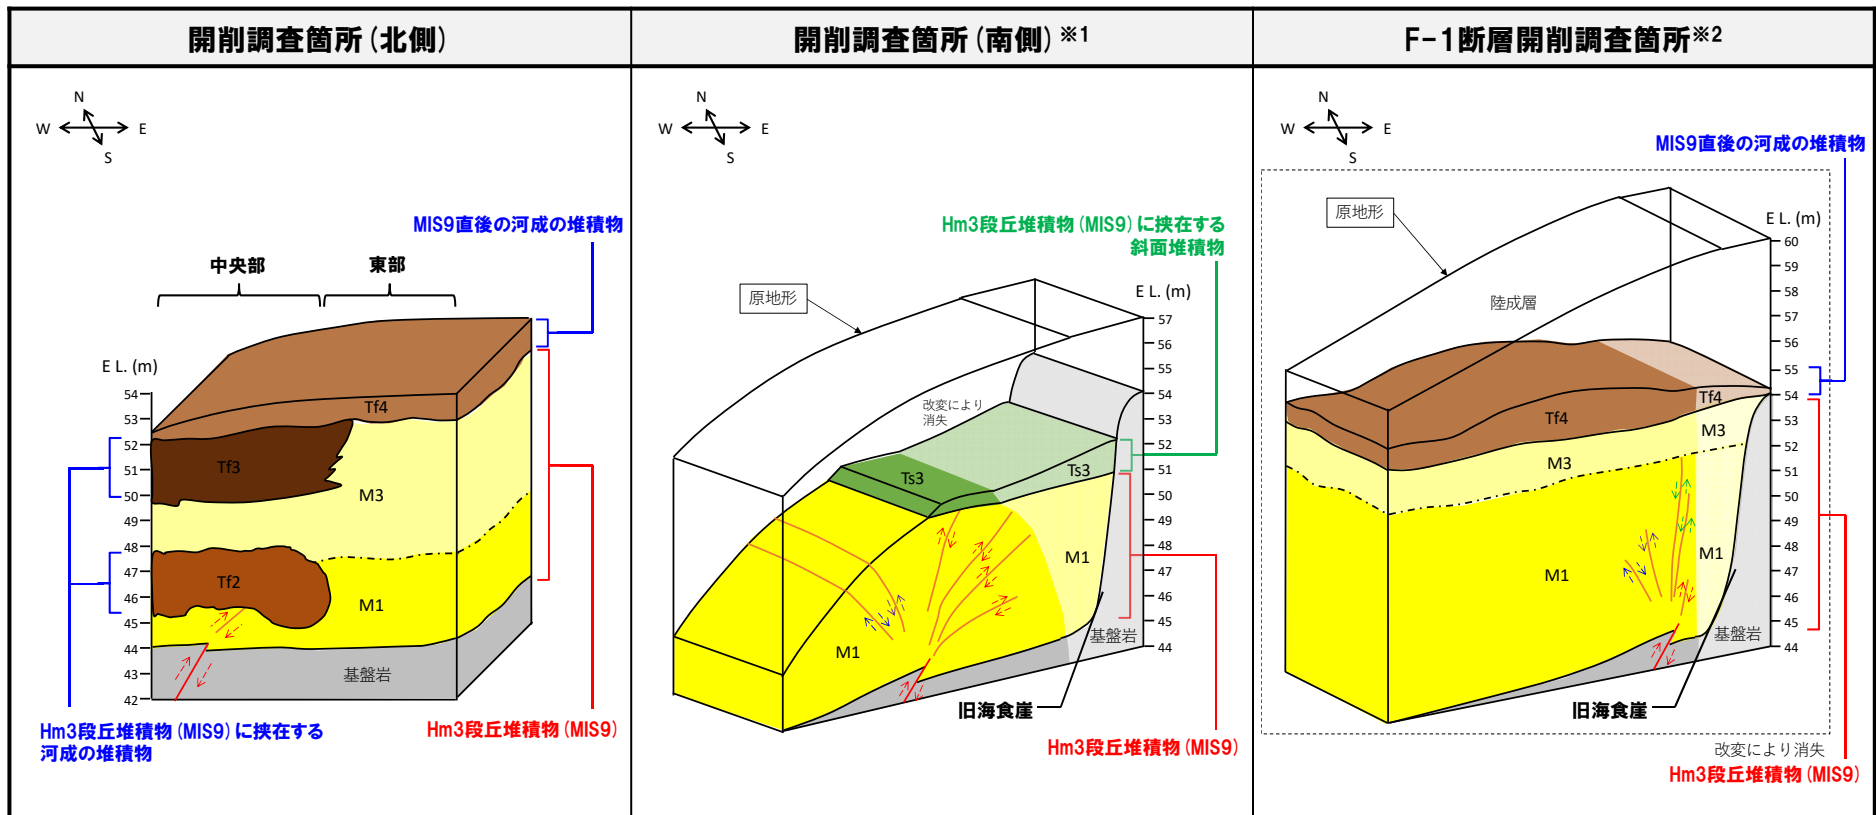 開削調査箇所(北側)
開削調査箇所(南側)※1
F-1断層開削調査箇所※2
N
W
E
S
MIS9直後の河成の堆積物
中央部
東部
E L. (m)
54
53
52
51
50
49
48
47
46
45
44
43
42
Tf4
Tf3
M3
Tf2
M1
基盤岩
Hm3段丘堆積物(MIS9)に挟在する
河成の堆積物
Hm3段丘堆積物(MIS9)
N
W
E
S
Hm3段丘堆積物(MIS9)に挟在する
斜面堆積物
原地形
E L. (m)
57
56
55
54
53
52
51
50
49
48
47
46
45
44
改変により
消失
Ts3
Ts3
M1
M1
基盤岩
旧海食崖
Hm3段丘堆積物(MIS9)
N
W
E
S
MIS9直後の河成の堆積物
原地形
E L. (m)
60
59
58
57
56
55
54
53
52
51
50
49
48
47
46
45
44
陸成層
Tf4
Tf4
M3
M3
M1
M1
基盤岩
旧海食崖
改変により消失
Hm3段丘堆積物(MIS9)